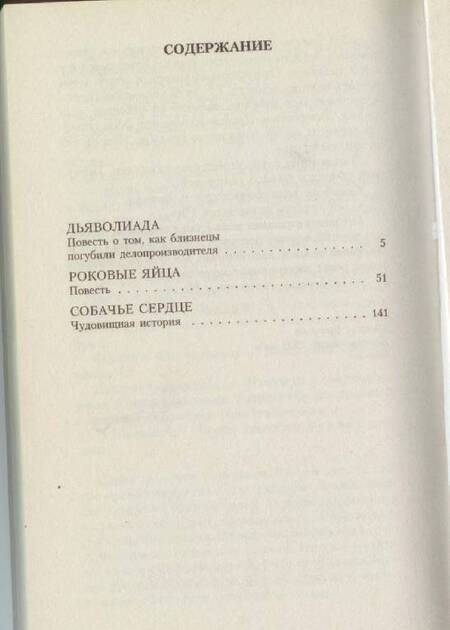 СОДЕРЖАНИЕ
ДЬЯВОЛИАДА
Повесть о том, как близнецы
погубили делопроизводителя . . . . . . . . . . . . . . . . . 5
РОКОВЫЕ ЯЙЦА
Повесть . . . . . . . . . . . . . . . . . . . . . . . . . . . . . . . 51
СОБАЧЬЕ СЕРДЦЕ
Чудовищная история . . . . . . . . . . . . . . . . . . . . . 141